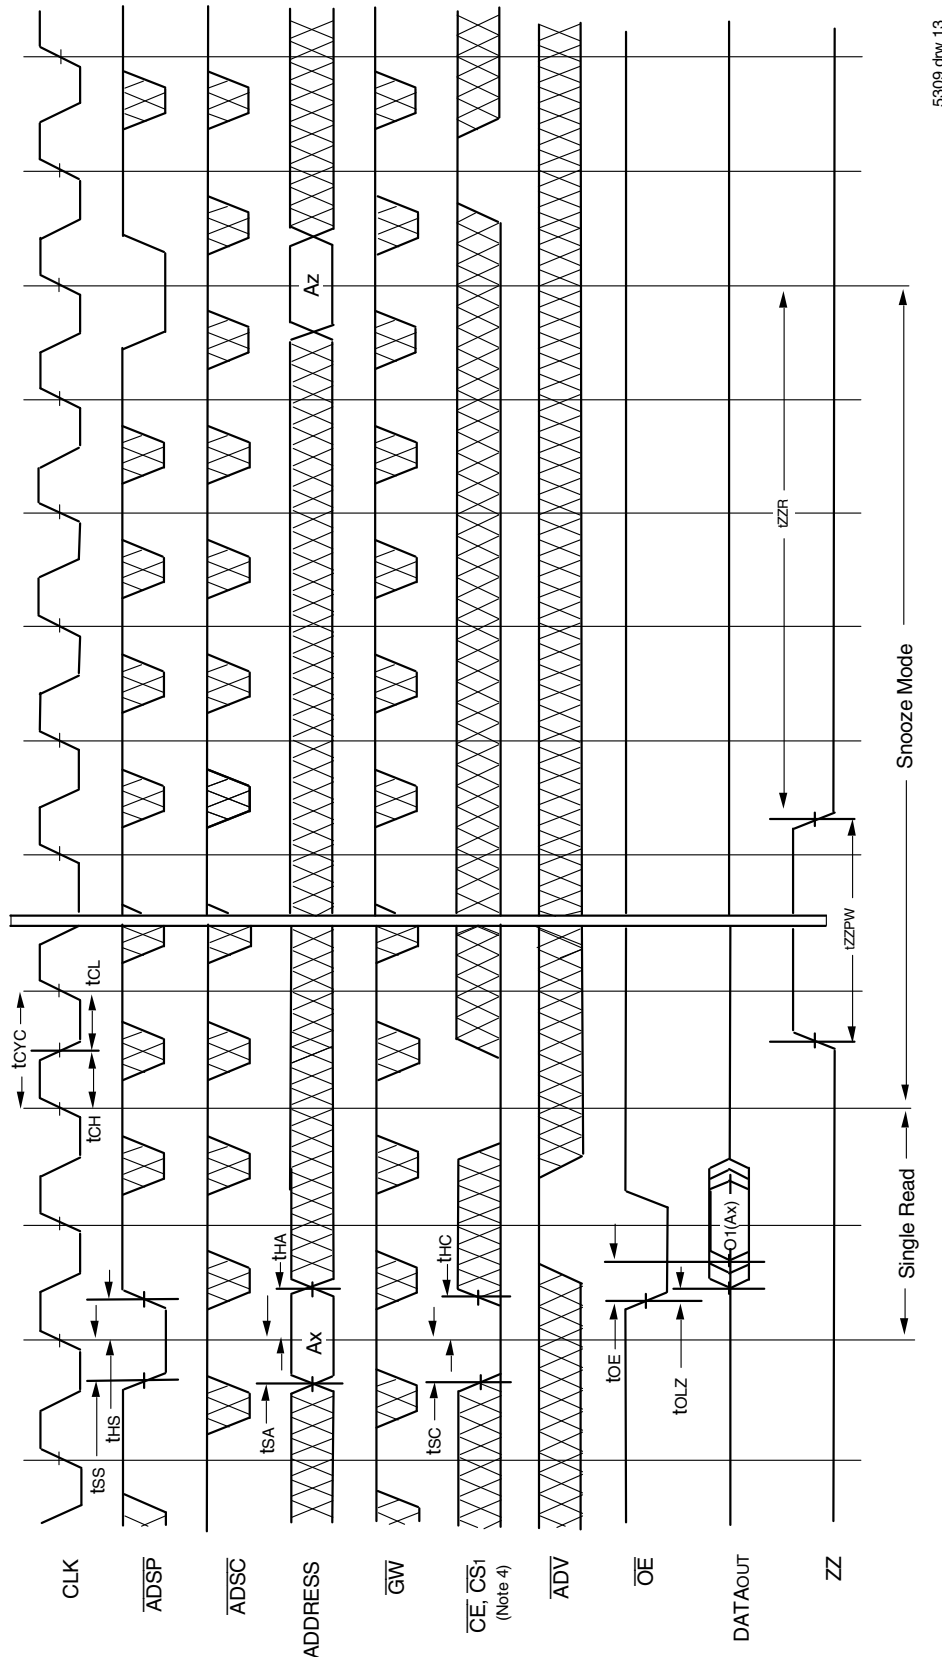 CLK
tCYC
tSS
tHS
tCH
tCL
ADSP
ADSC
ADDRESS
tSA
tHA
Ax
Az
GW
CE, CS1
(Note 4)
tSC
tHC
ADV
OE
tOE
tOLZ
DATAOUT
O1(Ax)
ZZ
tZZPW
tZZR
Single Read
Snooze Mode
5309 drw 13